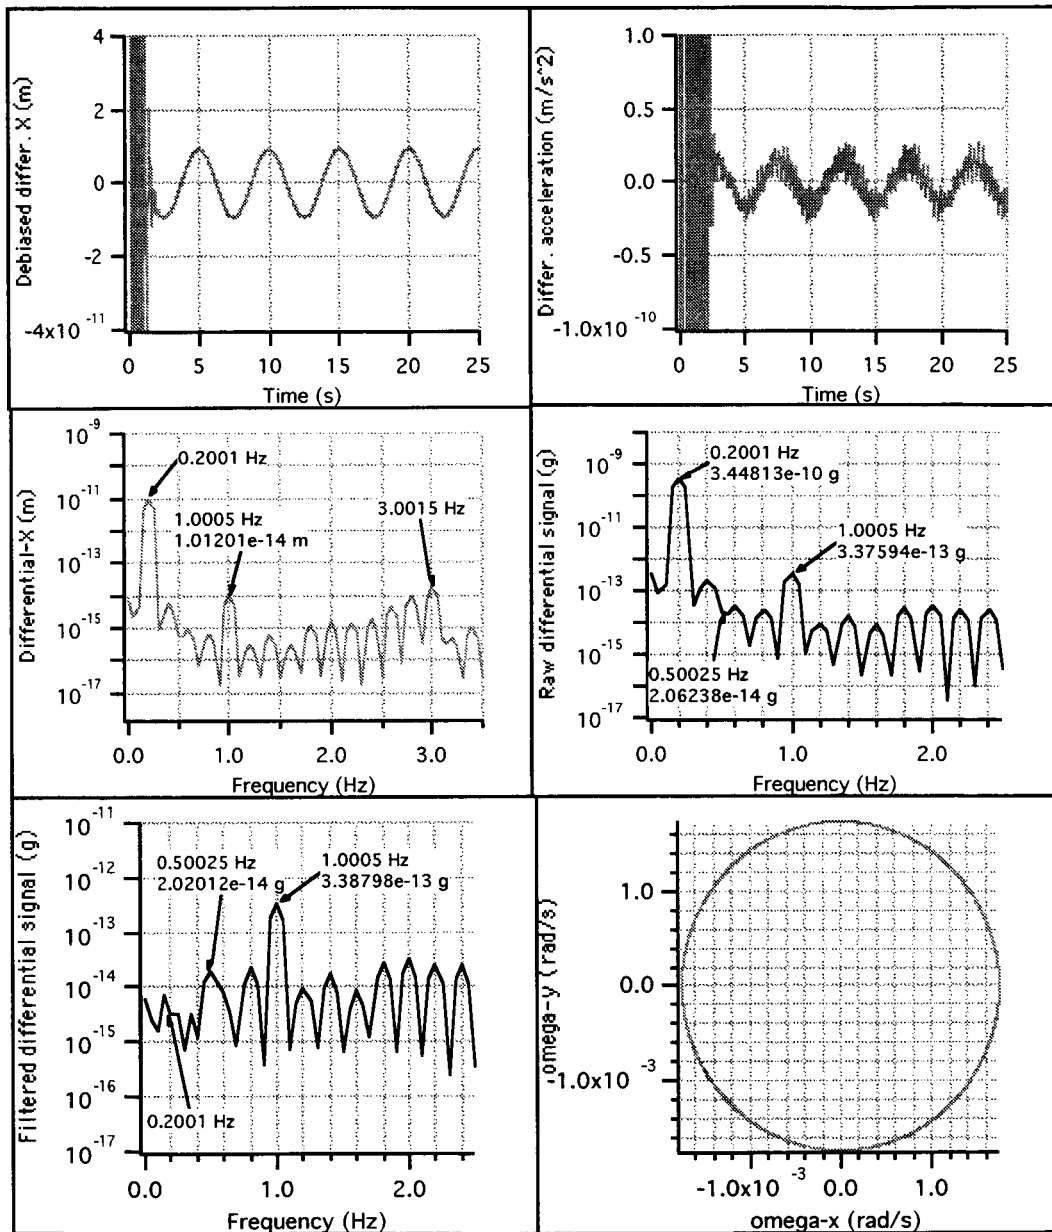 Debiased differ. X (m)
4
2
0
-2
-4x10 -11
0 5 10 15 20 25
Time (s)
Differ. acceleration (m/s^2)
1.0
0.5
0.0
-0.5
-1.0x10 -10
0 5 10 15 20 25
Time (s)
Differential-X (m)
10 -9
10 -11
10 -13
10 -15
10 -17
0.2001 Hz
1.0005 Hz
1.01201e-14 m
3.0015 Hz
0.0 1.0 2.0 3.0
Frequency (Hz)
Raw differential signal (g)
10 -9
10 -11
10 -13
10 -15
10 -17
0.2001 Hz
3.44813e-10 g
1.0005 Hz
3.37594e-13 g
0.50025 Hz
2.06238e-14 g
0.0 1.0 2.0
Frequency (Hz)
Filtered differential signal (g)
10 -11
10 -12
10 -13
10 -14
10 -15
10 -16
10 -17
0.50025 Hz
2.02012e-14 g
1.0005 Hz
3.38798e-13 g
0.2001 Hz
0.0 1.0 2.0
Frequency (Hz)
omega-y (rad/s)
1.0
0.0
-1.0x10 -3
-1.0x10 -3 0.0 1.0
omega-x (rad/s)